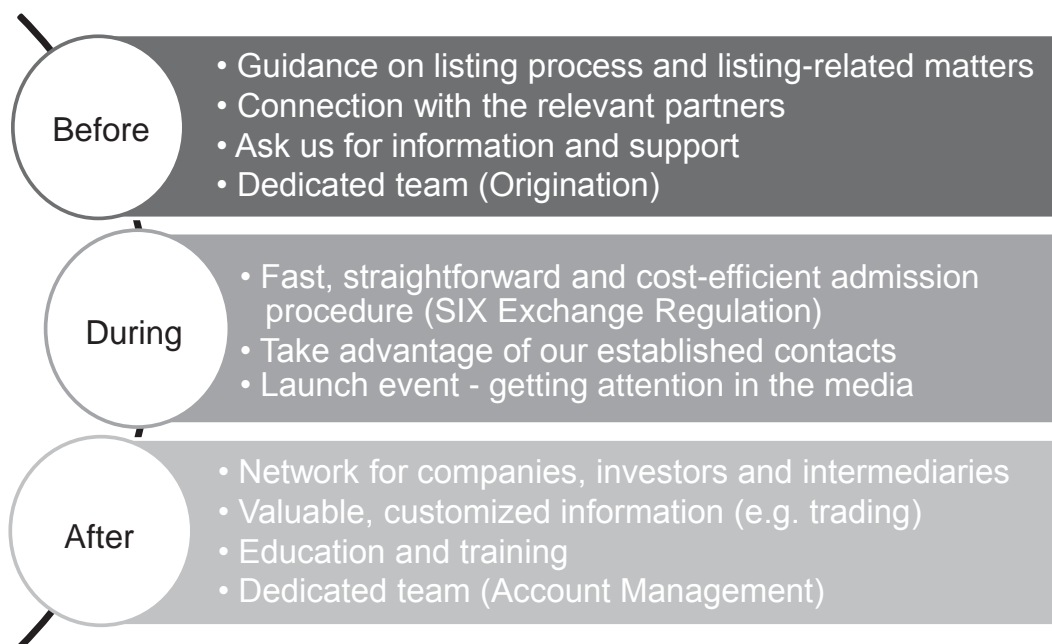 Before
• Guidance on listing process and listing-related matters
• Connection with the relevant partners
• Ask us for information and support
• Dedicated team (Origination)
During
• Fast, straightforward and cost-efficient admission
procedure (SIX Exchange Regulation)
• Take advantage of our established contacts
• Launch event - getting attention in the media
After
• Network for companies, investors and intermediaries
• Valuable, customized information (e.g. trading)
• Education and training
• Dedicated team (Account Management)